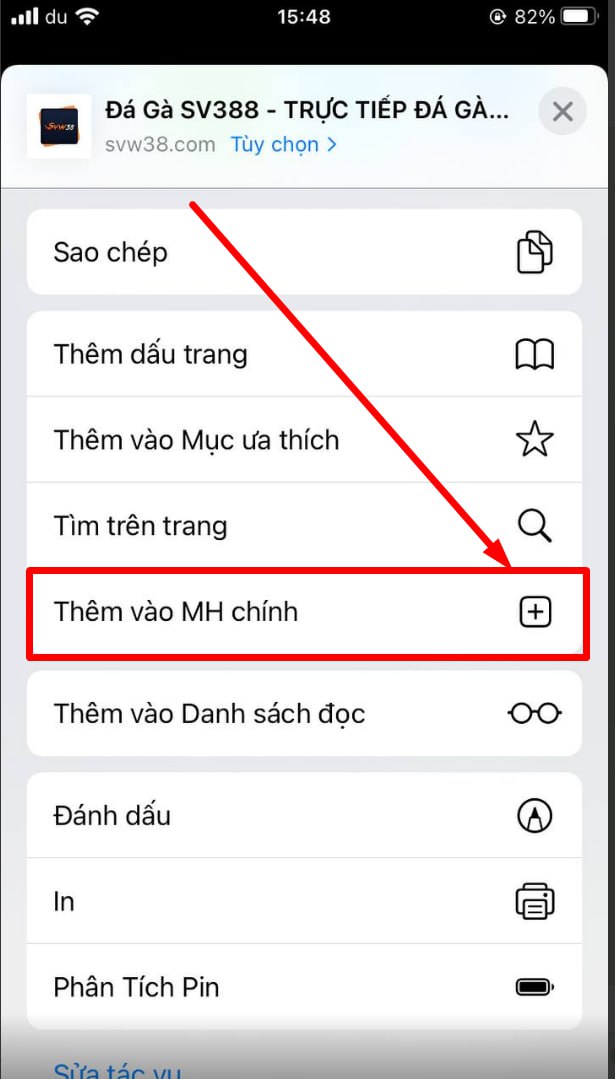 du 15:48 82%
Đá Gà SV388 - TRỰC TIẾP ĐÁ GÀ...
SVW38
svw38.com Tùy chọn >
Sao chép
Thêm dấu trang
Thêm vào Mục ưa thích
Tìm trên trang
Thêm vào MH chính
Thêm vào Danh sách đọc
Đánh dấu
In
Phân Tích Pin
Sửa tác vụ